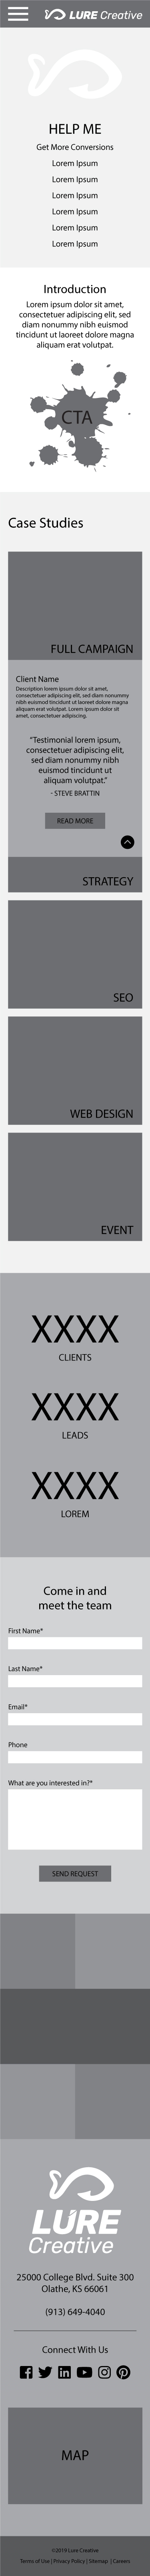 LURE Creative
HELP ME
Get More Conversions
Lorem Ipsum
Lorem Ipsum
Lorem Ipsum
Lorem Ipsum
Lorem Ipsum
Lorem Ipsum
Introduction
Lorem ipsum dolor sit amet,
consectetuer adipiscing elit, sed
diam nonummy nibh euismod
tincidunt ut laoreet dolore magna
aliquam erat volutpat.
CTA
Case Studies
FULL CAMPAIGN
Client Name
Description lorem ipsum dolor sit amet,
consectetuer adipiscing elit, sed diam nonummy
nibh euismod tincidunt ut laoreet dolore magna
aliquam erat volutpat. Lorem ipsum dolor sit
amet, consectetuer adipiscing.
"Testimonial lorem ipsum,
consectetuer adipiscing elit,
sed diam nonummy nibh
euismod tincidunt ut
aliquam volutpat."
- STEVE BRATTIN
READ MORE
STRATEGY
SEO
WEB DESIGN
EVENT
XXXX
CLIENTS
XXXX
LEADS
XXXX
LOREM
Come in and
meet the team
First Name*
Last Name*
Email*
Phone
What are you interested in?*
SEND REQUEST
LURE
Creative
25000 College Blvd. Suite 300
Olathe, KS 66061
(913) 649-4040
Connect With Us
MAP
©2019 Lure Creative
Terms of Use | Privacy Policy | Sitemap | Careers